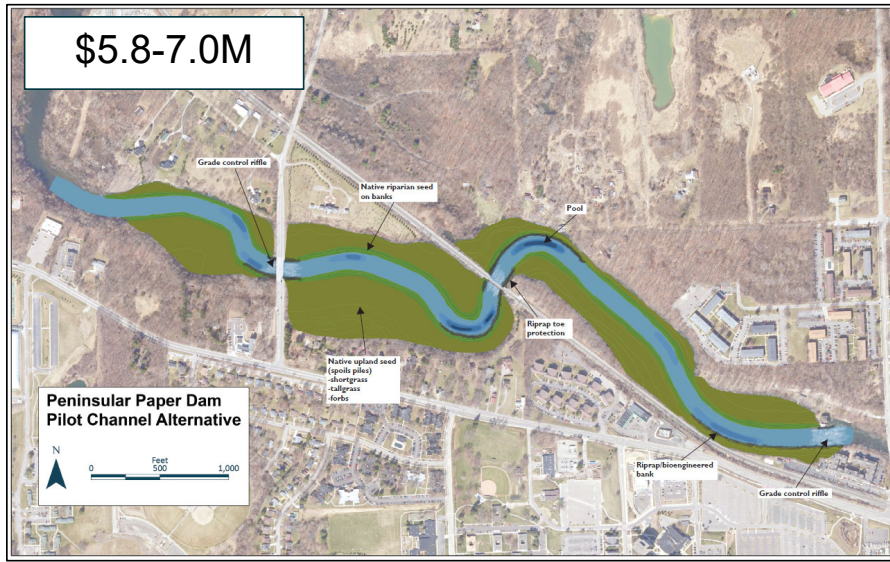 $5.8-7.0M
Grade control riffle
Native riparian seed
on banks
Pool
Riprap toe
protection
Native upland seed
(spoils piles)
-shortgrass
-tallgrass
-forbs
Peninsular Paper Dam
Pilot Channel Alternative
N
Feet
0 500 1,000
Riprap/bioengineered
bank
Grade control riffle